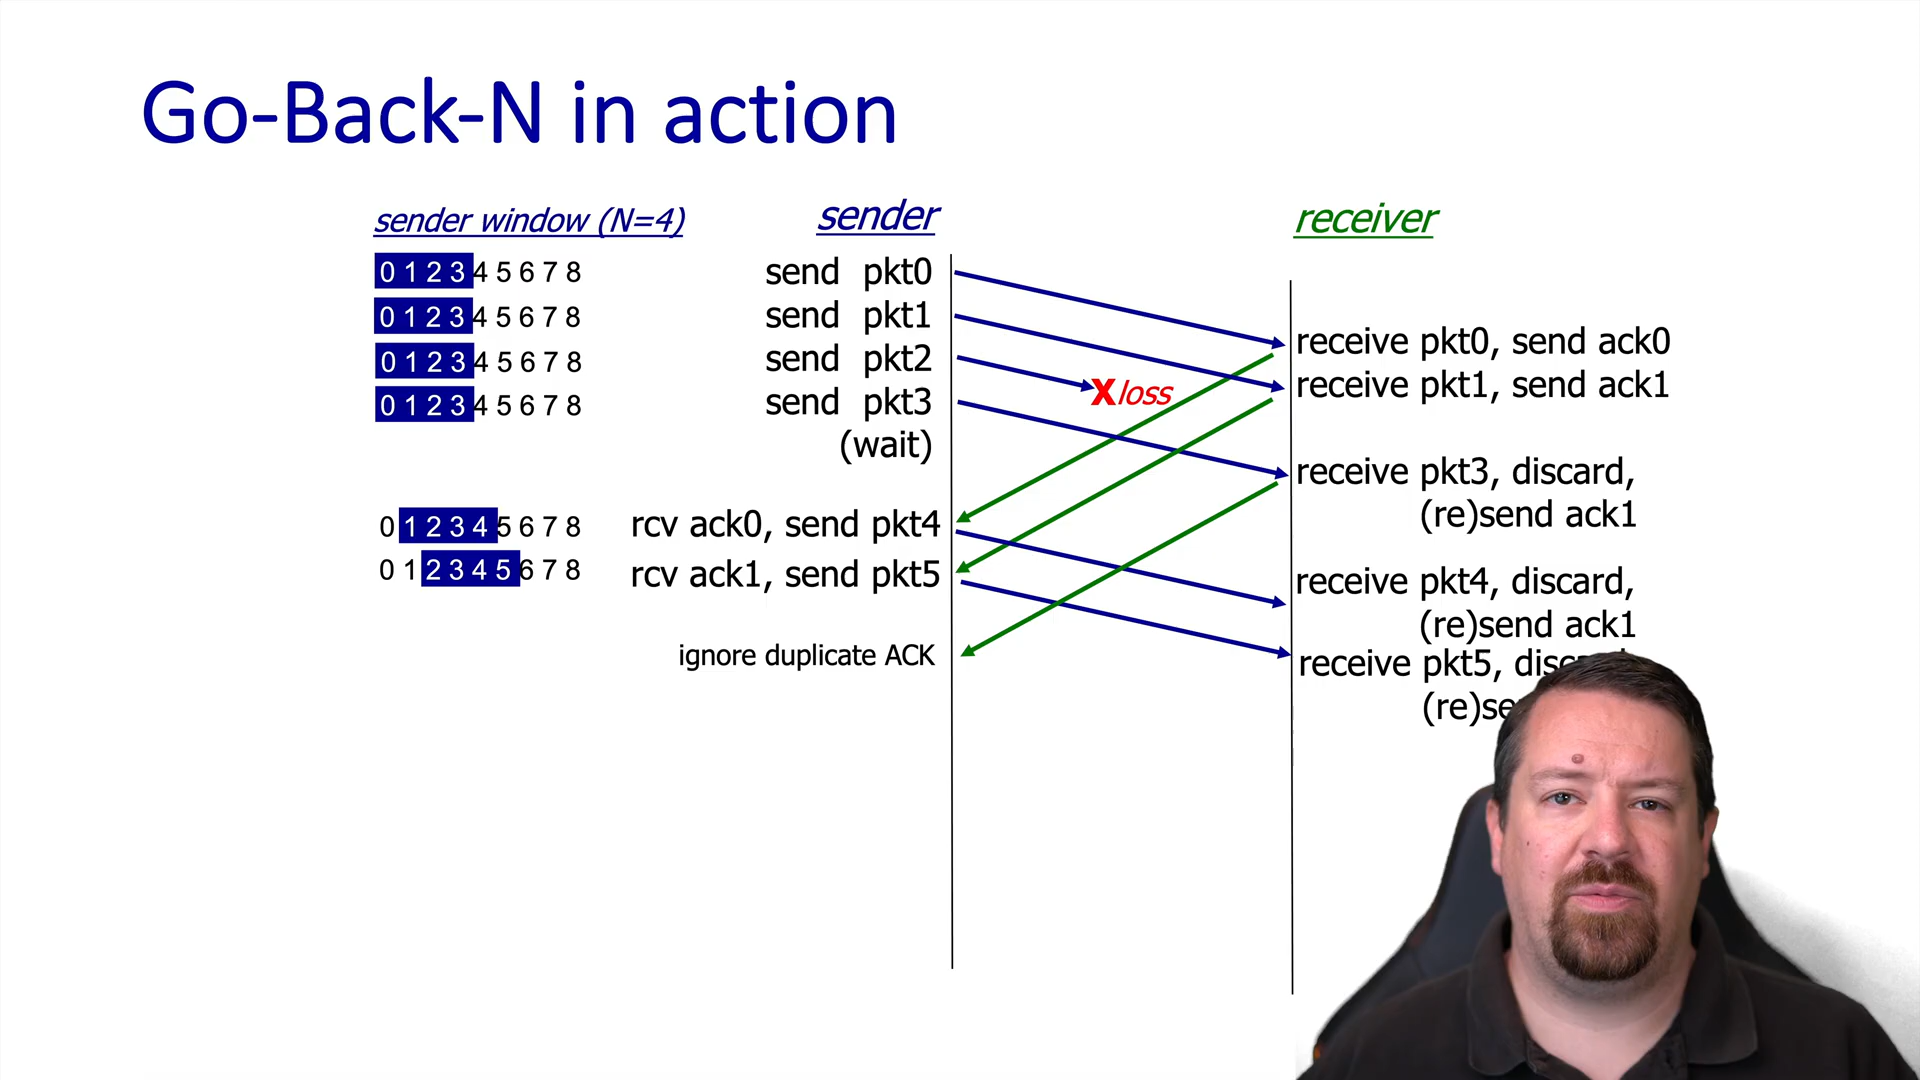 Go-Back-N in action
sender window (N=4)
sender
receiver
0 1 2 3 4 5 6 7 8
send pkt0
0 1 2 3 4 5 6 7 8
send pkt1
receive pkt0, send ack0
0 1 2 3 4 5 6 7 8
send pkt2
receive pkt1, send ack1
X loss
0 1 2 3 4 5 6 7 8
send pkt3
(wait)
receive pkt3, discard,
(re)send ack1
0 1 2 3 4 5 6 7 8
rcv ack0, send pkt4
0 1 2 3 4 5 6 7 8
rcv ack1, send pkt5
receive pkt4, discard,
(re)send ack1
ignore duplicate ACK
receive pkt5,